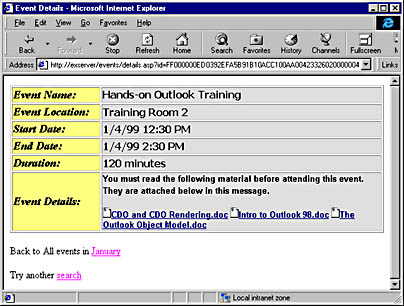 Event Details - Microsoft Internet Explorer
File Edit View Go Favorites Help
Back Forward Stop Refresh Home Search Favorites History Channels Fullscreen
Address http://exserver/events/details.asp?id=FF000000ED0392EFA5B91B10ACC100AA00423326020000004 Links
Event Name: Hands-on Outlook Training
Event Location: Training Room 2
Start Date: 1/4/99 12:30 PM
End Date: 1/4/99 2:30 PM
Duration: 120 minutes
Event Details: You must read the following material before attending this event.
They are attached below in this message.
CDO and CDO Rendering.doc Intro to Outlook 98.doc The
Outlook Object Model.doc
Back to All events in January
Try another search
Local intranet zone